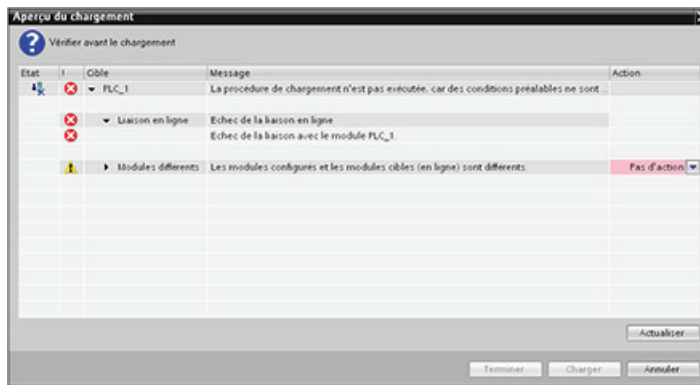 Aperçu du chargement
Vérifier avant le chargement
Etat ! Cible Message Action
PLC_1 La procédure de chargement n'est pas exécutée, car des conditions préalables ne sont ...
Liaison en ligne Echec de la liaison en ligne
Echec de la liaison avec le module PLC_1.
Modules différents Les modules configurés et les modules cibles (en ligne) sont différents. Pas d'action
Actualiser
Terminer Charger Annuler